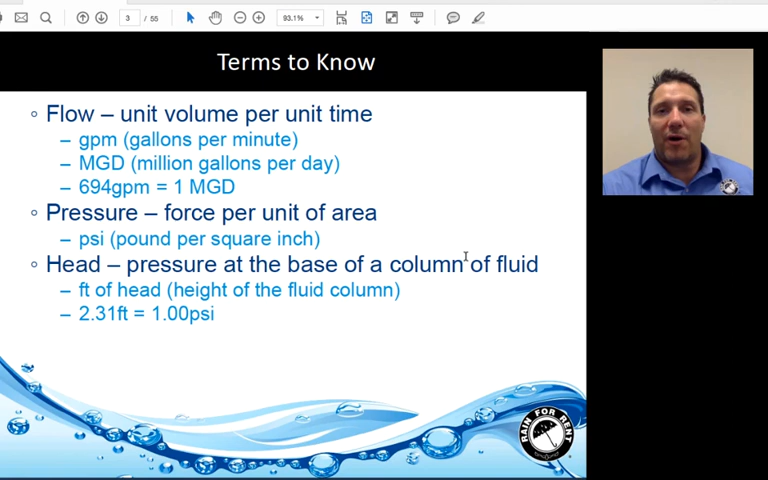 3 / 55
93.1%
Terms to Know
◦ Flow – unit volume per unit time
– gpm (gallons per minute)
– MGD (million gallons per day)
– 694gpm = 1 MGD
◦ Pressure – force per unit of area
– psi (pound per square inch)
◦ Head – pressure at the base of a column of fluid
– ft of head (height of the fluid column)
– 2.31ft = 1.00psi
RAIN FOR RENT